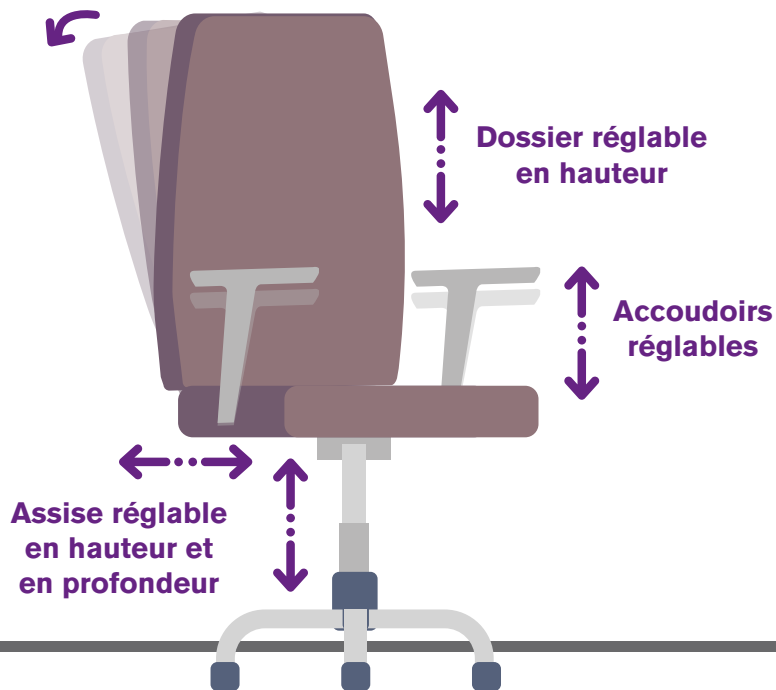 Dossier réglable
en hauteur
Accoudoirs
réglables
Assise réglable
en hauteur et
en profondeur